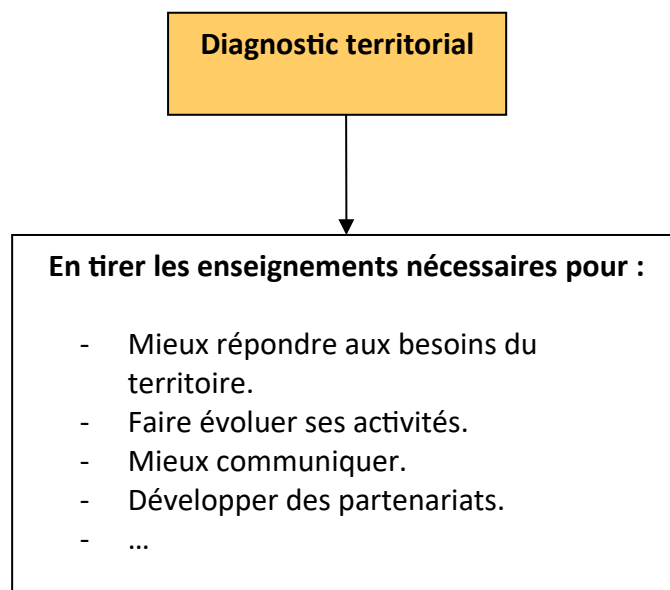 Diagnostic territorial
En tirer les enseignements nécessaires pour :
- Mieux répondre aux besoins du
territoire.
- Faire évoluer ses activités.
- Mieux communiquer.
- Développer des partenariats.
- ...